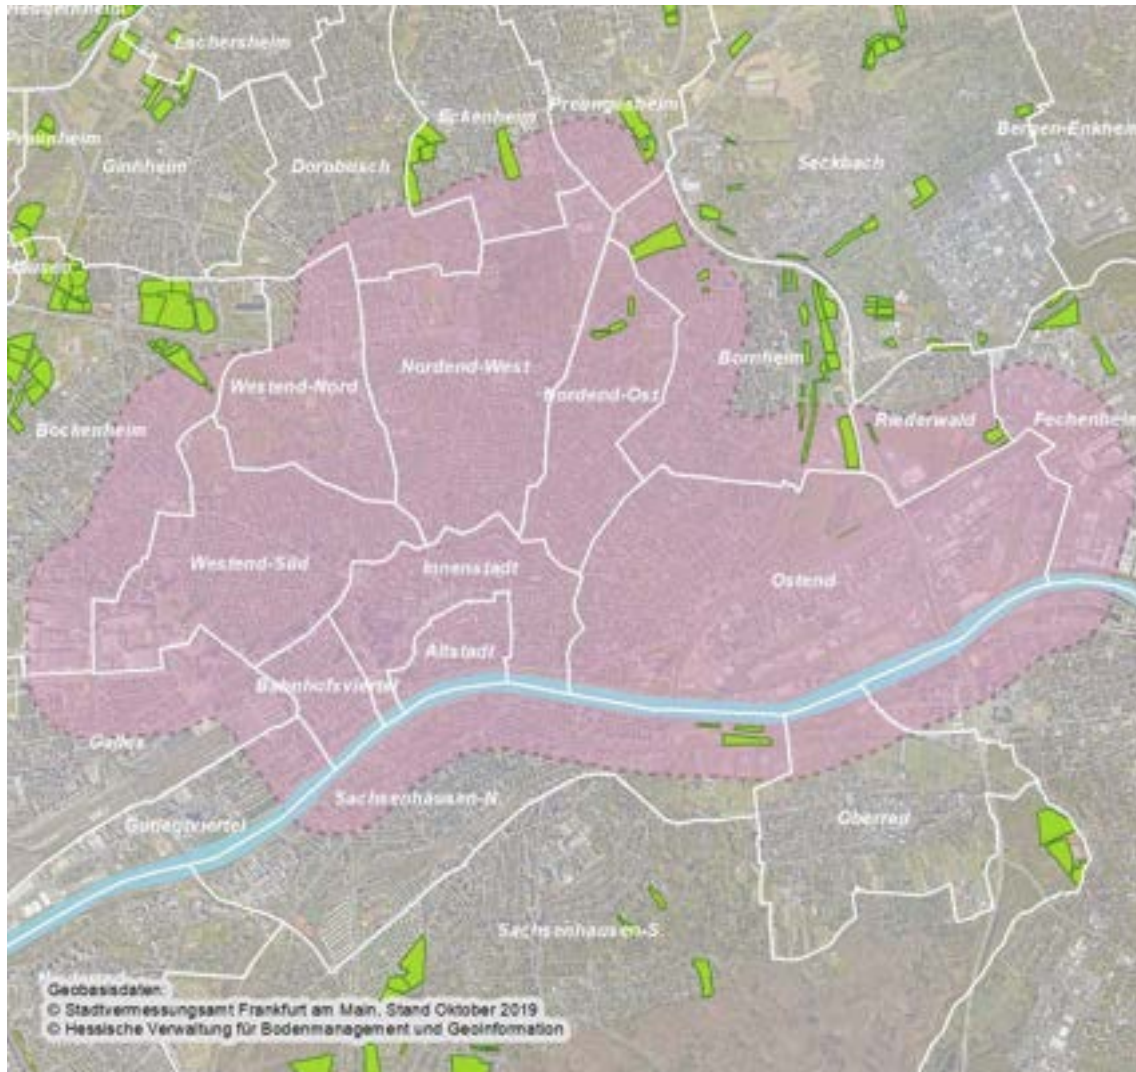 Eschersheim
Eckenheim
Preungesheim
Praunheim
Ginnheim
Dornbusch
Seckbach
Bergen-Enkheim
Nordend-West
Bornheim
Westend-Nord
Nordend-Ost
Bockenheim
Riederwald
Fechenheim
Westend-Süd
Innenstadt
Ostend
Altstadt
Bahnhofsviertel
Gallus
Sachsenhausen-N.
Gutleutviertel
Oberrad
Sachsenhausen-S.
Geobasisdaten:
© Stadtvermessungsamt Frankfurt am Main, Stand Oktober 2019
© Hessische Verwaltung für Bodenmanagement und Geoinformation